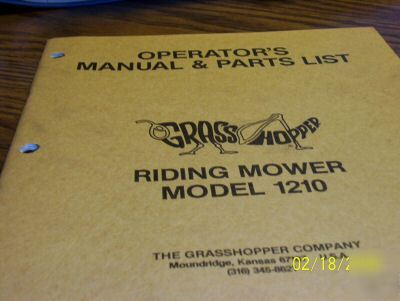 OPERATOR'S
MANUAL & PARTS LIST
GRASSHOPPER
RIDING MOWER
MODEL 1210
THE GRASSHOPPER COMPANY
Moundridge, Kansas
(316) 345-862
02/18/2